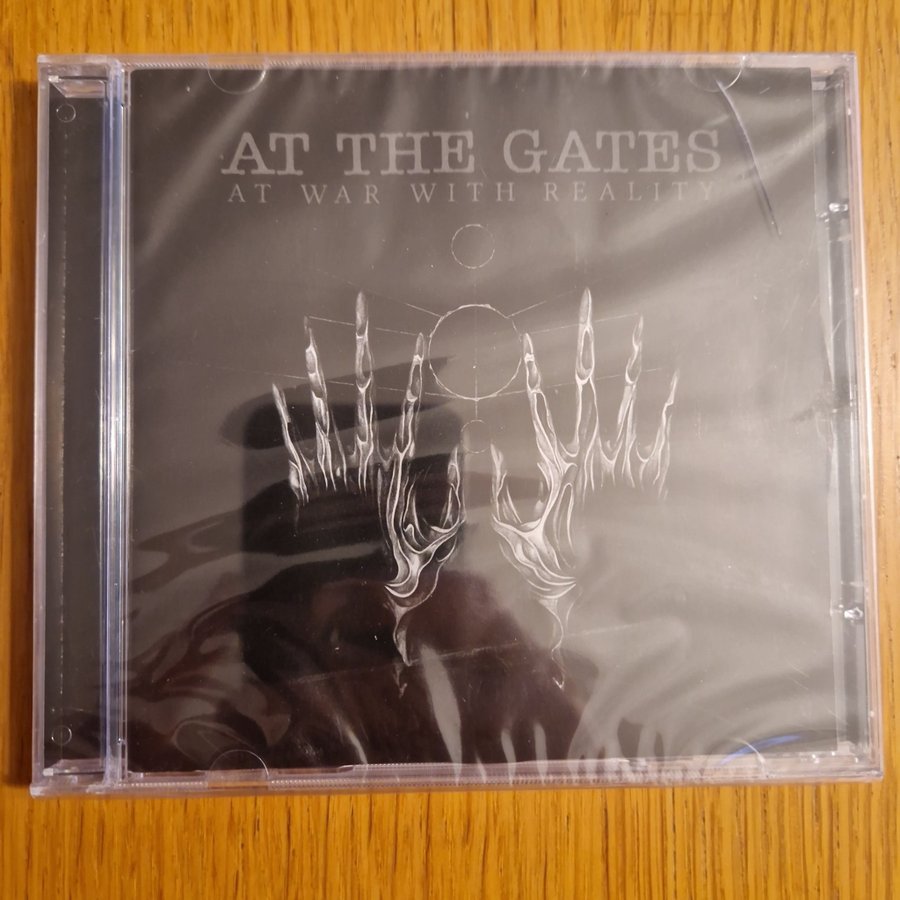 AT THE GATES
AT WAR WITH REALITY